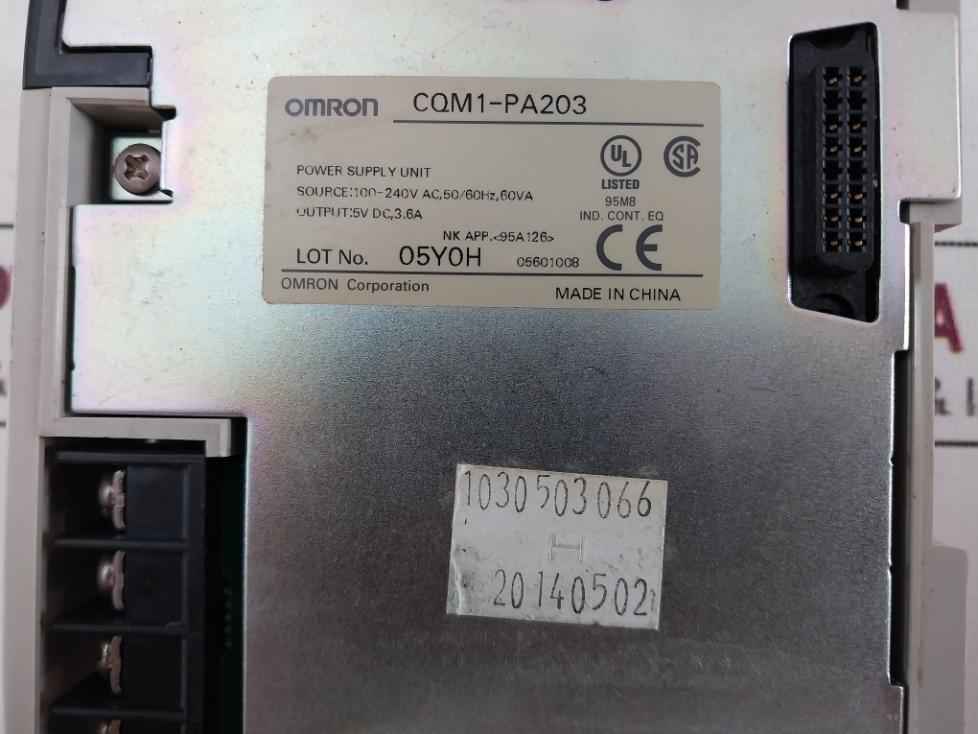 OMRON CQM1-PA203
POWER SUPPLY UNIT
SOURCE:100-240V AC,50/60Hz,60VA
OUTPUT:5V DC,3.6A
UL
LISTED
95M8
IND. CONT. EQ
SA
NK APP.<95A126>
LOT No. 05Y0H 05601008 CE
OMRON Corporation MADE IN CHINA
1030503066
H
20140502
A
&